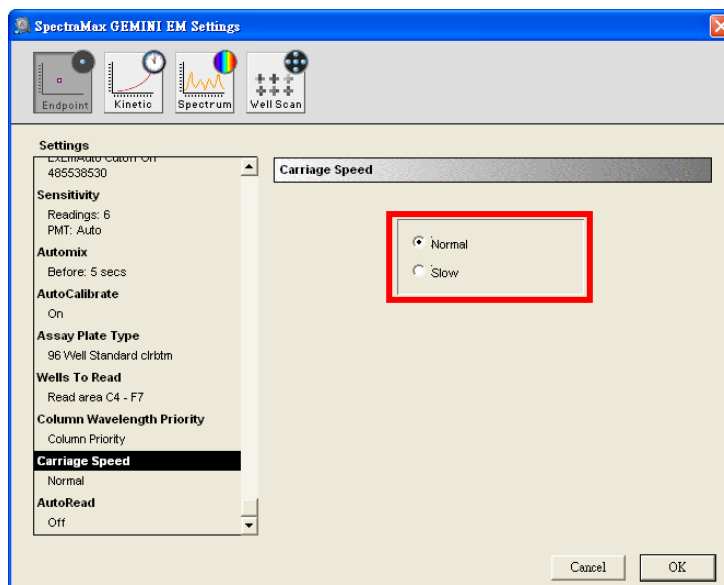 SpectraMax GEMINI EM Settings
Endpoint
Kinetic
Spectrum
Well Scan
Settings
485538530
Sensitivity
Readings: 6
PMT: Auto
Automix
Before: 5 secs
AutoCalibrate
On
Assay Plate Type
96 Well Standard clrbtm
Wells To Read
Read area C4 - F7
Column Wavelength Priority
Column Priority
Carriage Speed
Normal
AutoRead
Off
Carriage Speed
Normal
Slow
Cancel
OK